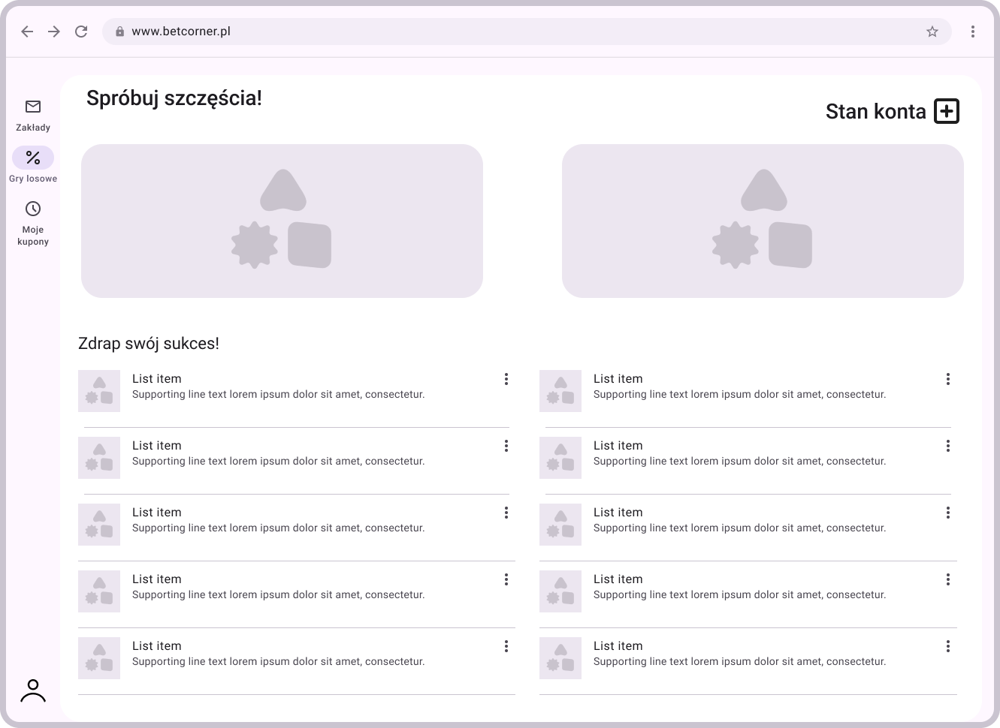 www.betcorner.pl
Zakłady
Gry losowe
Moje
kupony
Spróbuj szczęścia!
Stan konta
Zdrap swój sukces!
List item
Supporting line text lorem ipsum dolor sit amet, consectetur.
List item
Supporting line text lorem ipsum dolor sit amet, consectetur.
List item
Supporting line text lorem ipsum dolor sit amet, consectetur.
List item
Supporting line text lorem ipsum dolor sit amet, consectetur.
List item
Supporting line text lorem ipsum dolor sit amet, consectetur.
List item
Supporting line text lorem ipsum dolor sit amet, consectetur.
List item
Supporting line text lorem ipsum dolor sit amet, consectetur.
List item
Supporting line text lorem ipsum dolor sit amet, consectetur.
List item
Supporting line text lorem ipsum dolor sit amet, consectetur.
List item
Supporting line text lorem ipsum dolor sit amet, consectetur.